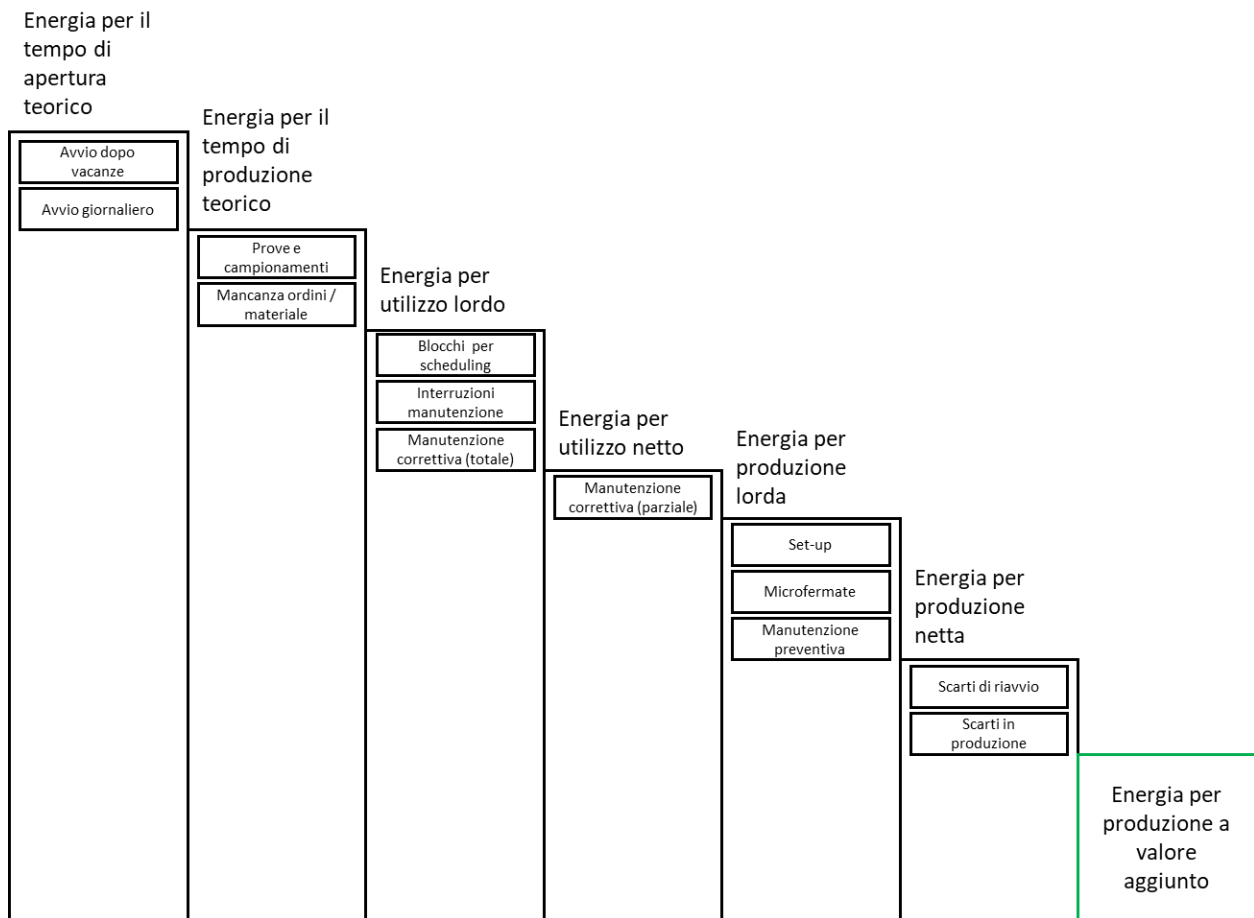 Energia per il
tempo di
apertura
teorico
Avvio dopo
vacanze
Avvio giornaliero
Energia per il
tempo di
produzione
teorico
Prove e
campionamenti
Mancanza ordini /
materiale
Energia per
utilizzo lordo
Blocchi per
scheduling
Interruzioni
manutenzione
Manutenzione
correttiva (totale)
Energia per
utilizzo netto
Manutenzione
correttiva (parziale)
Energia per
produzione
lorda
Set-up
Microfermate
Manutenzione
preventiva
Energia per
produzione
netta
Scarti di riavvio
Scarti in
produzione
Energia per
produzione a
valore
aggiunto